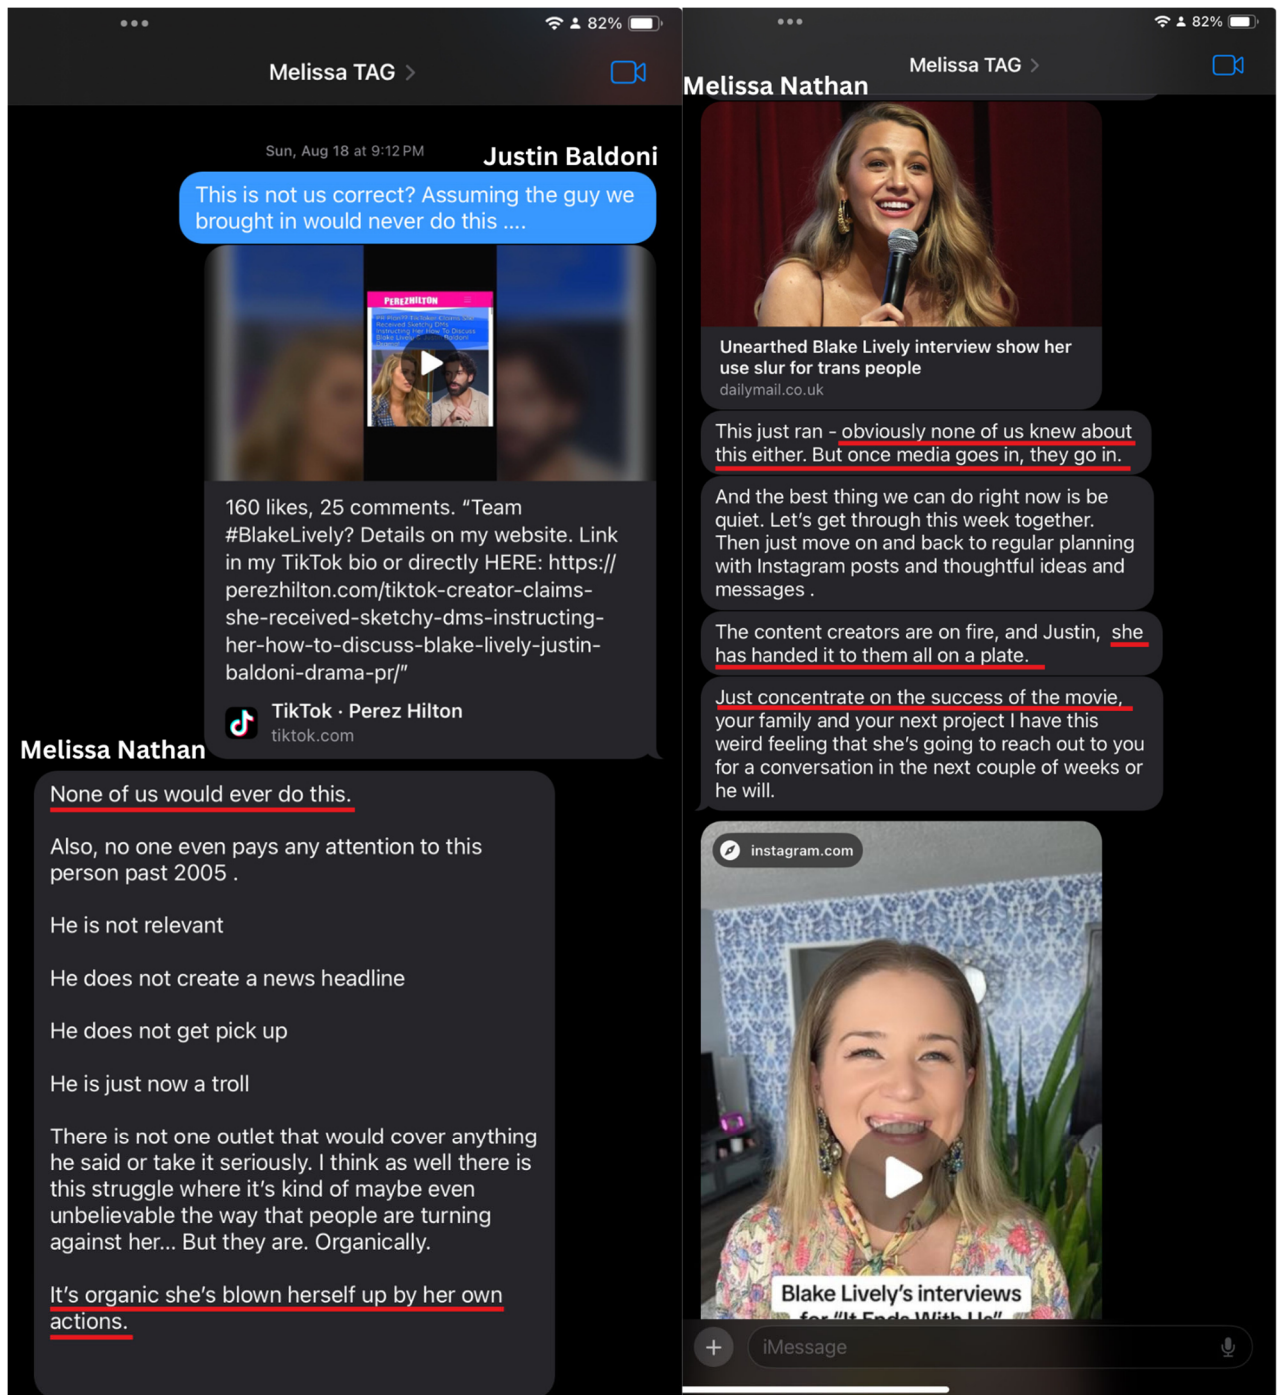 82%
Melissa TAG
Sun, Aug 18 at 9:12 PM
Justin Baldoni
This is not us correct? Assuming the guy we
brought in would never do this ....
PEREZHILTON
Received Sketchy DMs
Instructing Her How To Discuss
160 likes, 25 comments. “Team
#BlakeLively? Details on my website. Link
in my TikTok bio or directly HERE: https://
perezhilton.com/tiktok-creator-claims-
she-received-sketchy-dms-instructing-
her-how-to-discuss-blake-lively-justin-
baldoni-drama-pr/”
TikTok · Perez Hilton
tiktok.com
Melissa Nathan
None of us would ever do this.
Also, no one even pays any attention to this
person past 2005 .
He is not relevant
He does not create a news headline
He does not get pick up
He is just now a troll
There is not one outlet that would cover anything
he said or take it seriously. I think as well there is
this struggle where it’s kind of maybe even
unbelievable the way that people are turning
against her... But they are. Organically.
It’s organic she’s blown herself up by her own
actions.
82%
Melissa TAG
Melissa Nathan
Unearthed Blake Lively interview show her
use slur for trans people
dailymail.co.uk
This just ran - obviously none of us knew about
this either. But once media goes in, they go in.
And the best thing we can do right now is be
quiet. Let’s get through this week together.
Then just move on and back to regular planning
with Instagram posts and thoughtful ideas and
messages .
The content creators are on fire, and Justin, she
has handed it to them all on a plate.
Just concentrate on the success of the movie,
your family and your next project I have this
weird feeling that she’s going to reach out to you
for a conversation in the next couple of weeks or
he will.
instagram.com
Blake Lively’s interviews
for “It Ends With Us”
iMessage